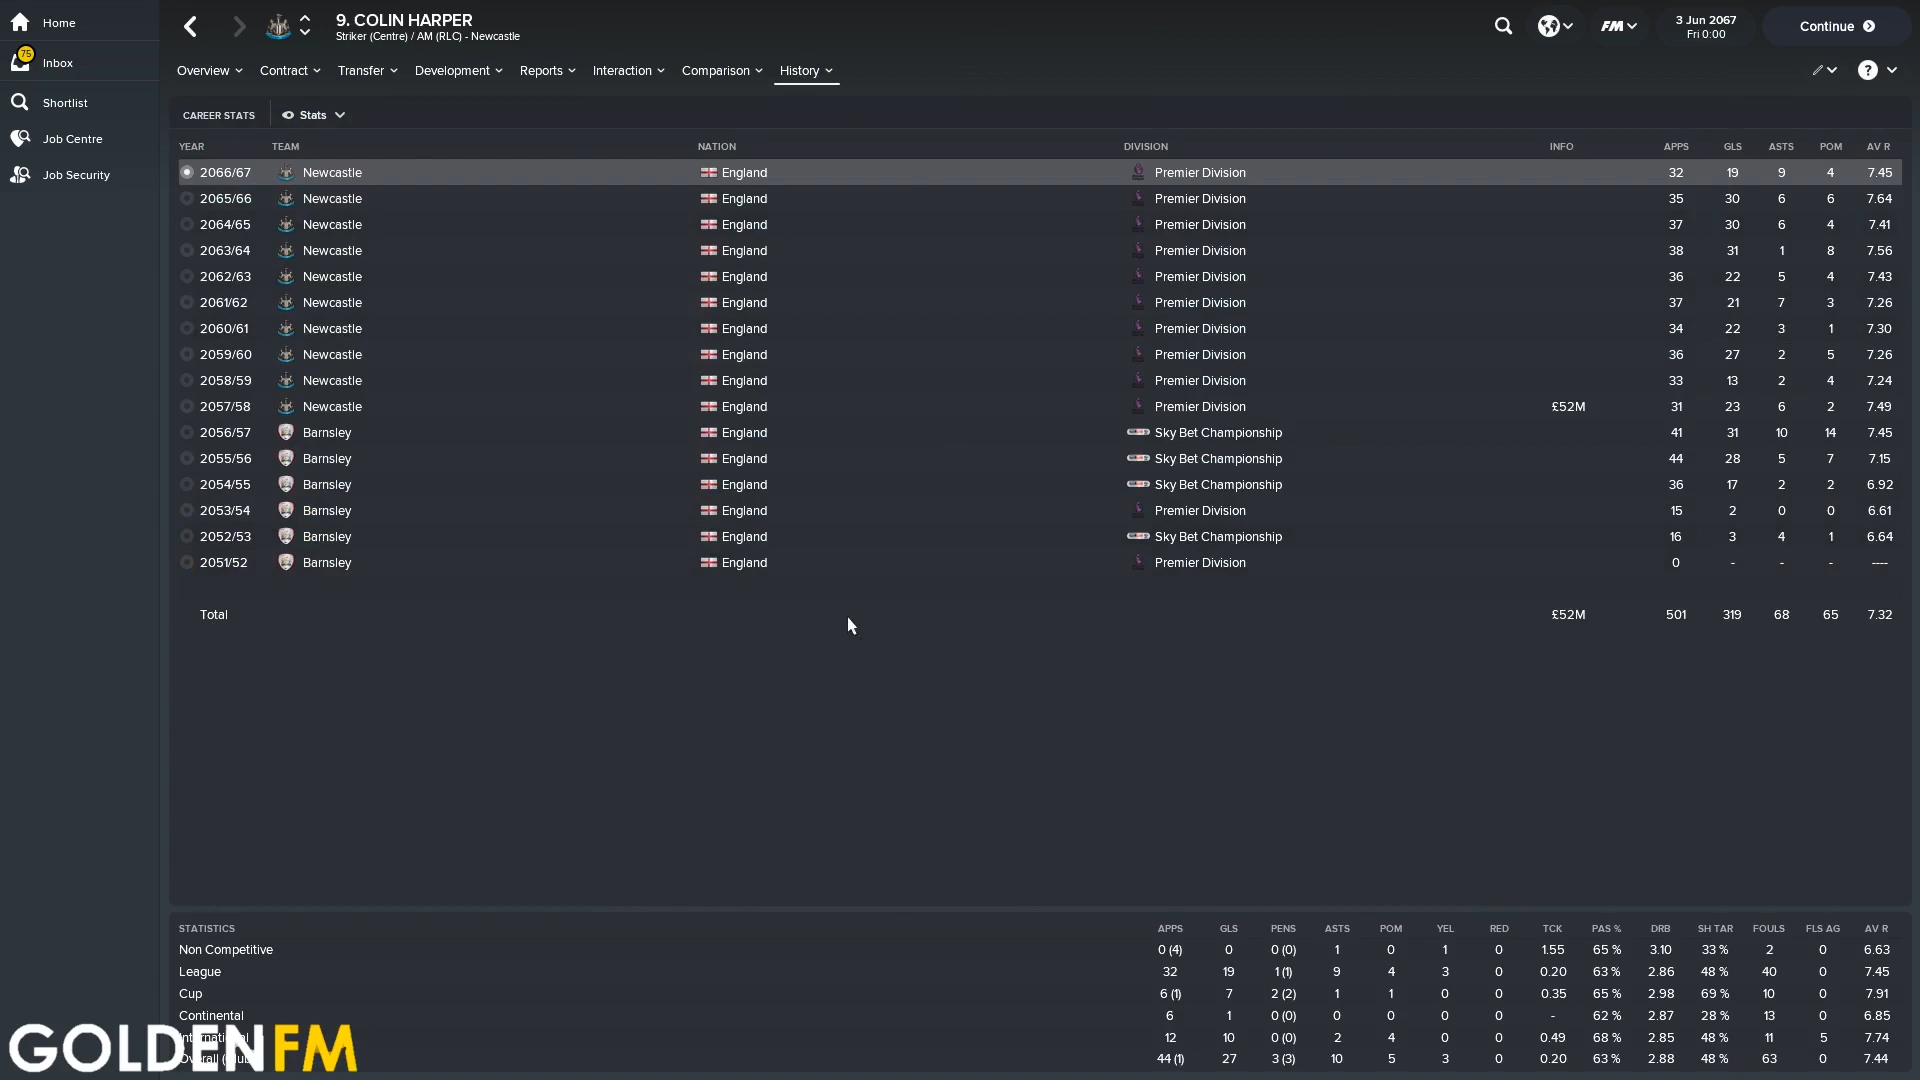 Home
75
Inbox
Shortlist
Job Centre
Job Security
9. COLIN HARPER
Striker (Centre) / AM (RLC) - Newcastle
FM
3 Jun 2067
Fri 0:00
Continue
Overview Contract Transfer Development Reports Interaction Comparison History
?
CAREER STATS Stats
YEAR TEAM NATION DIVISION INFO APPS GLS ASTS POM AV R
2066/67 Newcastle England Premier Division 32 19 9 4 7.45
2065/66 Newcastle England Premier Division 35 30 6 6 7.64
2064/65 Newcastle England Premier Division 37 30 6 4 7.41
2063/64 Newcastle England Premier Division 38 31 1 8 7.56
2062/63 Newcastle England Premier Division 36 22 5 4 7.43
2061/62 Newcastle England Premier Division 37 21 7 3 7.26
2060/61 Newcastle England Premier Division 34 22 3 1 7.30
2059/60 Newcastle England Premier Division 36 27 2 5 7.26
2058/59 Newcastle England Premier Division 33 13 2 4 7.24
2057/58 Newcastle England Premier Division £52M 31 23 6 2 7.49
2056/57 Barnsley England Sky Bet Championship 41 31 10 14 7.45
2055/56 Barnsley England Sky Bet Championship 44 28 5 7 7.15
2054/55 Barnsley England Sky Bet Championship 36 17 2 2 6.92
2053/54 Barnsley England Premier Division 15 2 0 0 6.61
2052/53 Barnsley England Sky Bet Championship 16 3 4 1 6.64
2051/52 Barnsley England Premier Division 0 - - - ----
Total £52M 501 319 68 65 7.32
STATISTICS APPS GLS PENS ASTS POM YEL RED TCK PAS % DRB SH TAR FOULS FLS AG AV R
Non Competitive 0 (4) 0 0 (0) 1 0 1 0 1.55 65 % 3.10 33 % 2 0 6.63
League 32 19 1 (1) 9 4 3 0 0.20 63 % 2.86 48 % 40 0 7.45
Cup 6 (1) 7 2 (2) 1 1 0 0 0.35 65 % 2.98 69 % 10 0 7.91
Continental 6 1 0 (0) 0 0 0 0 - 62 % 2.87 28 % 13 0 6.85
International 12 10 0 (0) 2 4 0 0 0.49 68 % 2.85 48 % 11 5 7.74
Overall (Club) 44 (1) 27 3 (3) 10 5 3 0 0.20 63 % 2.88 48 % 63 0 7.44
GOLDENFM